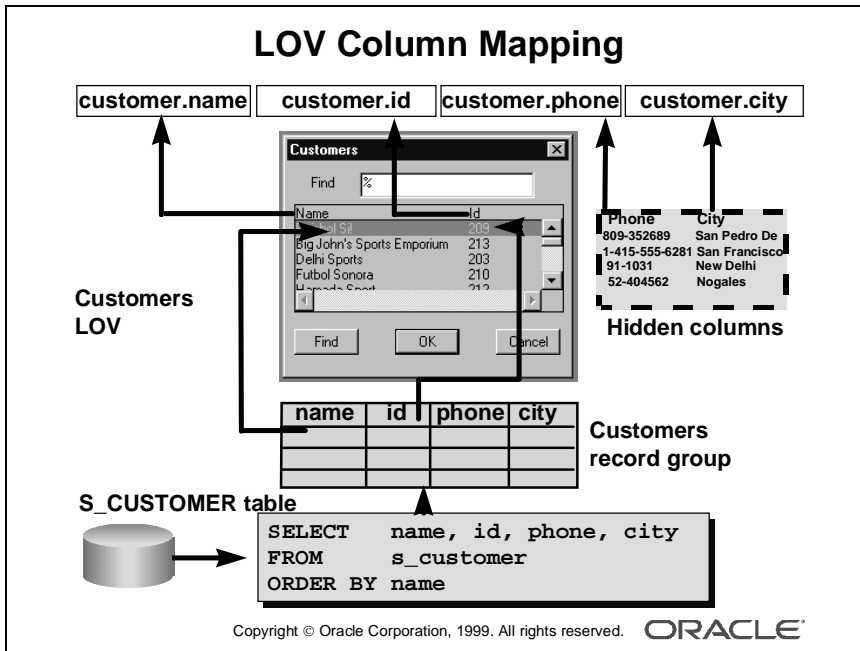 LOV Column Mapping
customer.name customer.id customer.phone customer.city
Customers
Find %
Name Id
Sil 209
Big John's Sports Emporium 213
Delhi Sports 203
Futbol Sonora 210
Hamada Sport 212
Find OK Cancel
Phone City
809-352689 San Pedro De
1-415-555-6281 San Francisco
91-1031 New Delhi
52-404562 Nogales
Hidden columns
Customers
LOV
name id phone city
Customers
record group
S_CUSTOMER table
SELECT name, id, phone, city
FROM s_customer
ORDER BY name
Copyright © Oracle Corporation, 1999. All rights reserved. ORACLE®